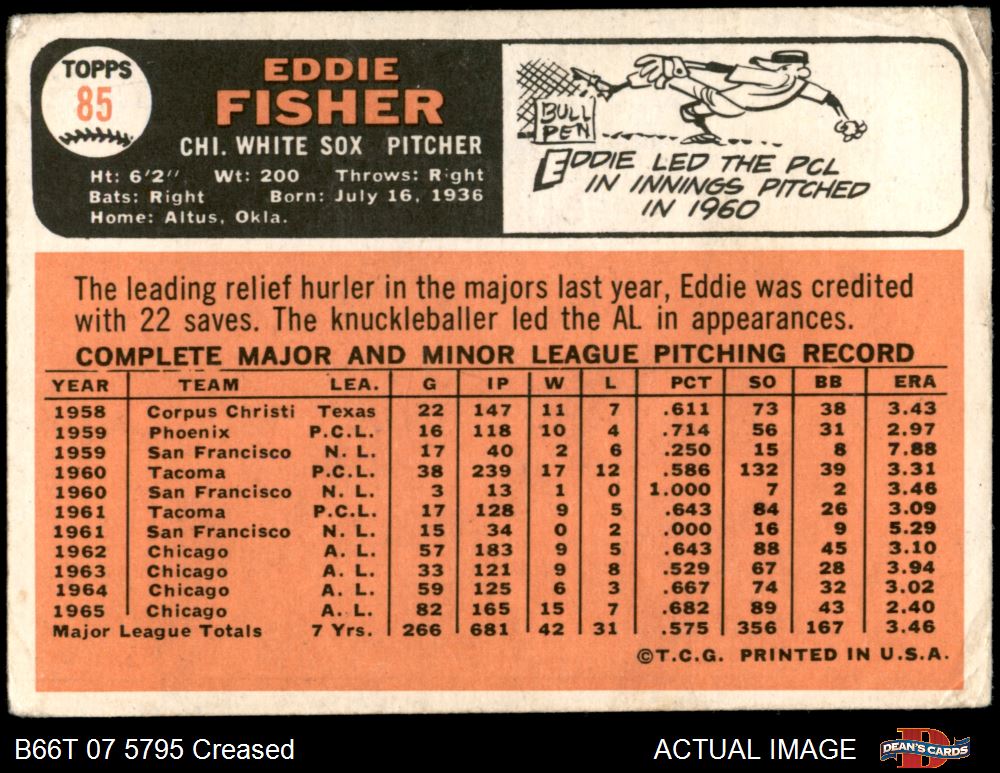 TOPPS
85
EDDIE
FISHER
CHI. WHITE SOX PITCHER
Ht: 6'2" Wt: 200 Throws: Right
Bats: Right Born: July 16, 1936
Home: Altus, Okla.
BULL
PEN
EDDIE LED THE PCL
IN INNINGS PITCHED
IN 1960
The leading relief hurler in the majors last year, Eddie was credited
with 22 saves. The knuckleballer led the AL in appearances.
COMPLETE MAJOR AND MINOR LEAGUE PITCHING RECORD
YEAR TEAM LEA. G IP W L PCT SO BB ERA
1958 Corpus Christi Texas 22 147 11 7 .611 73 38 3.43
1959 Phoenix P.C.L. 16 118 10 4 .714 56 31 2.97
1959 San Francisco N. L. 17 40 2 6 .250 15 8 7.88
1960 Tacoma P.C.L. 38 239 17 12 .586 132 39 3.31
1960 San Francisco N. L. 3 13 1 0 1.000 7 2 3.46
1961 Tacoma P.C.L. 17 128 9 5 .643 84 26 3.09
1961 San Francisco N. L. 15 34 0 2 .000 16 9 5.29
1962 Chicago A. L. 57 183 9 5 .643 88 45 3.10
1963 Chicago A. L. 33 121 9 8 .529 67 28 3.94
1964 Chicago A. L. 59 125 6 3 .667 74 32 3.02
1965 Chicago A. L. 82 165 15 7 .682 89 43 2.40
Major League Totals 7 Yrs. 266 681 42 31 .575 356 167 3.46
©T.C.G. PRINTED IN U.S.A.
B66T 07 5795 Creased ACTUAL IMAGE DEAN'S CARDS